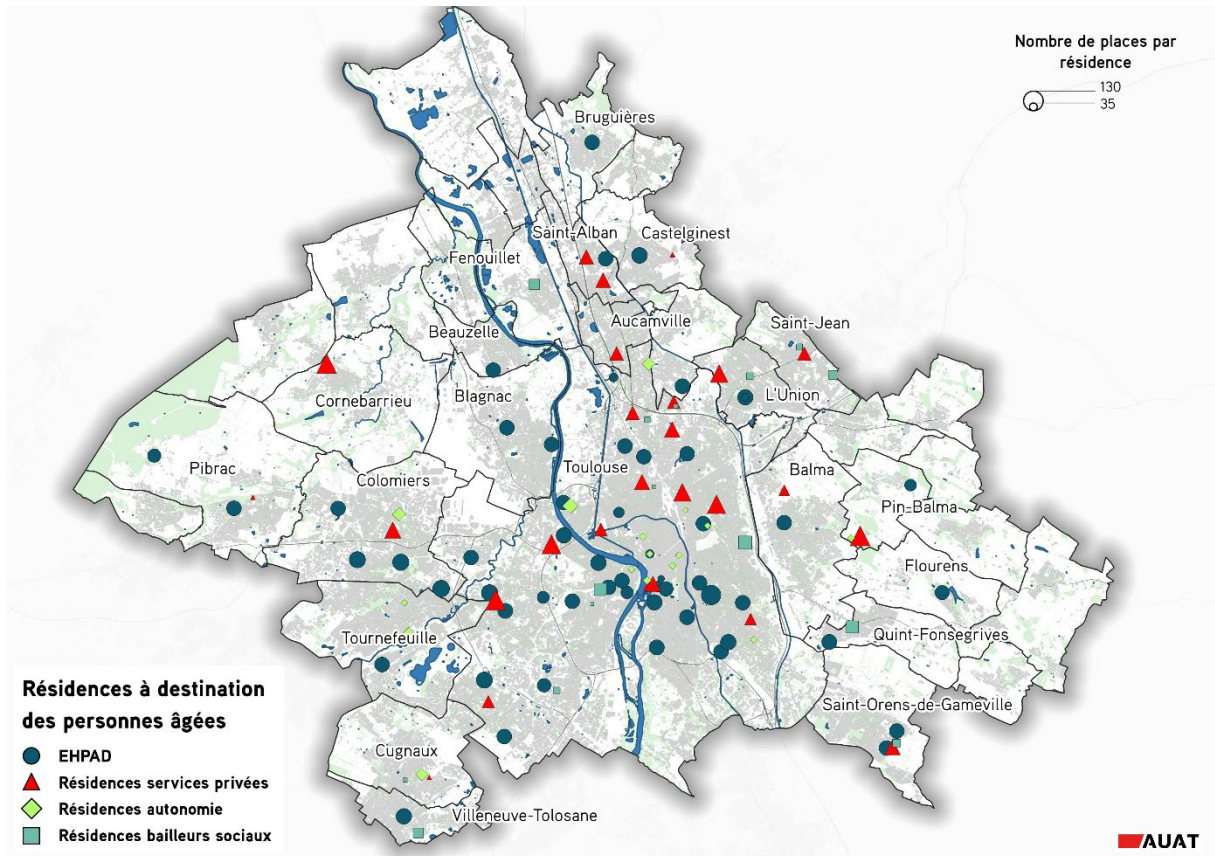 Nombre de places par
résidence
130
35
Bruguières
Saint-Alban
Castelginest
Fenouillet
Aucamville
Saint-Jean
Beauzelle
L'Union
Cornebarrieu
Blagnac
Pibrac
Toulouse
Balma
Colomiers
Pin-Balma
Flourens
Tournefeuille
Quint-Fonsegrives
Saint-Orens-de-Gameville
Cugnaux
Villeneuve-Tolosane
Résidences à destination
des personnes âgées
EHPAD
Résidences services privées
Résidences autonomie
Résidences bailleurs sociaux
AUAT